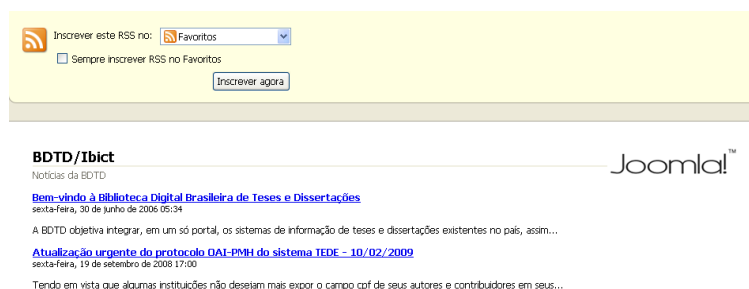 Inscrever este RSS no: Favoritos
Sempre inscrever RSS no Favoritos
Inscrever agora
BDTD/Ibict
Joomla!™
Notícias da BDTD
Bem-vindo à Biblioteca Digital Brasileira de Teses e Dissertações
sexta-feira, 30 de junho de 2006 05:34
A BDTD objetiva integrar, em um só portal, os sistemas de informação de teses e dissertações existentes no país, assim...
Atualização urgente do protocolo OAI-PMH do sistema TEDE - 10/02/2009
sexta-feira, 19 de setembro de 2008 17:00
Tendo em vista que algumas instituições não desejam mais expor o campo cpf de seus autores e contribuidores em seus...